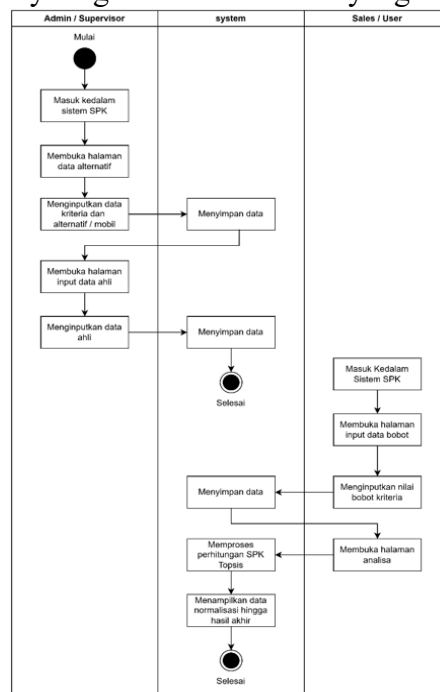 Admin / Supervisor
system
Sales / User
Mulai
Masuk kedalam
sistem SPK
Membuka halaman
data alternatif
Menginputkan data
kriteria dan
alternatif / mobil
Menyimpan data
Membuka halaman
input data ahli
Menginputkan data
ahli
Menyimpan data
Selesai
Masuk Kedalam
Sistem SPK
Membuka halaman
input data bobot
Menginputkan nilai
bobot kriteria
Menyimpan data
Membuka halaman
analisa
Memproses
perhitungan SPK
Topsis
Menampilkan data
normalisasi hingga
hasil akhir
Selesai